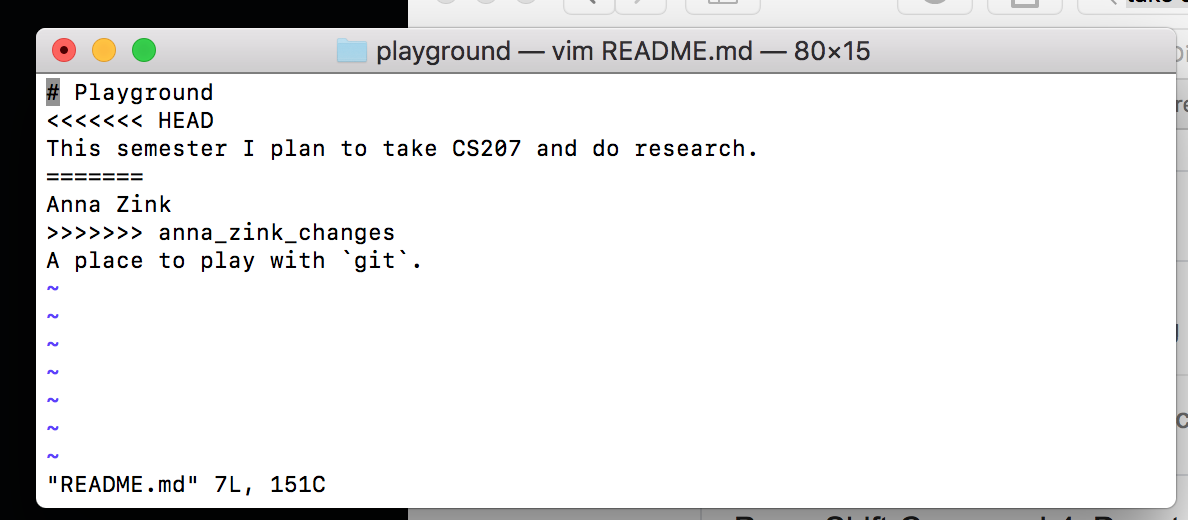 playground — vim README.md — 80×15
# Playground
<<<<<<< HEAD
This semester I plan to take CS207 and do research.
=======
Anna Zink
>>>>>>> anna_zink_changes
A place to play with `git`.
~
~
~
~
~
~
~
"README.md" 7L, 151C